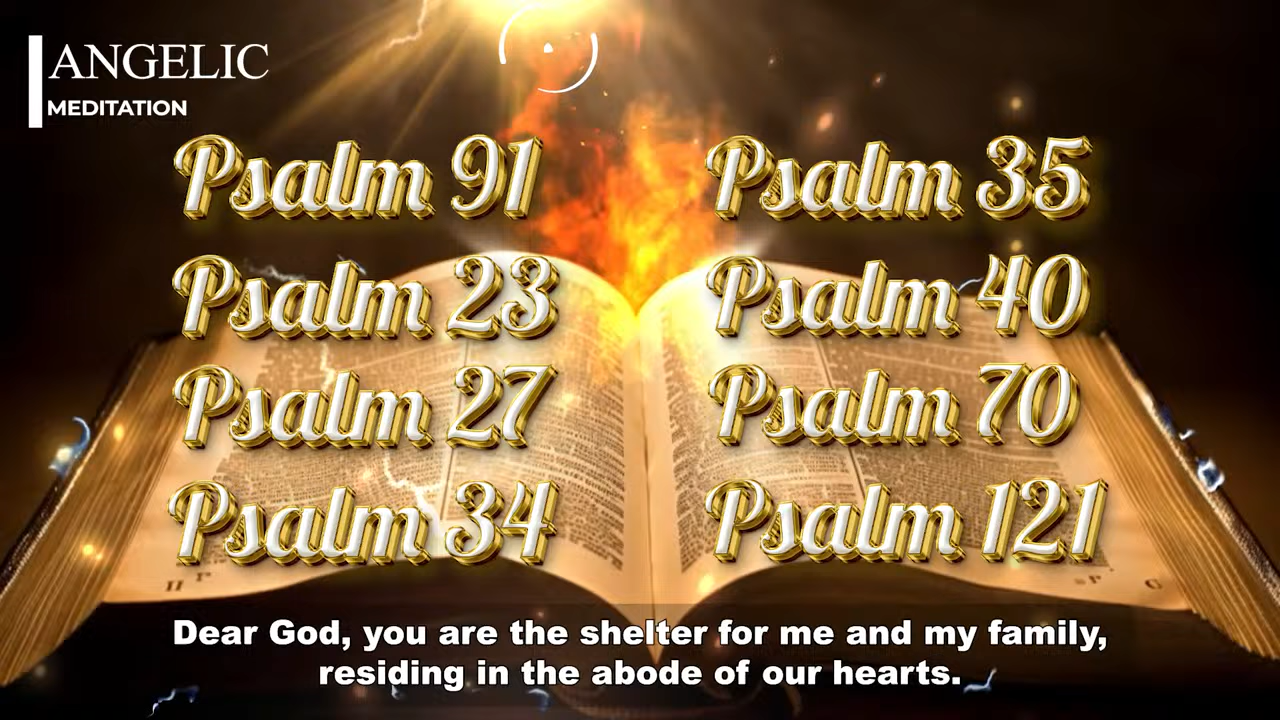 ANGELIC
MEDITATION
Psalm 91
Psalm 23
Psalm 27
Psalm 34
Psalm 35
Psalm 40
Psalm 70
Psalm 121
Dear God, you are the shelter for me and my family,
residing in the abode of our hearts.